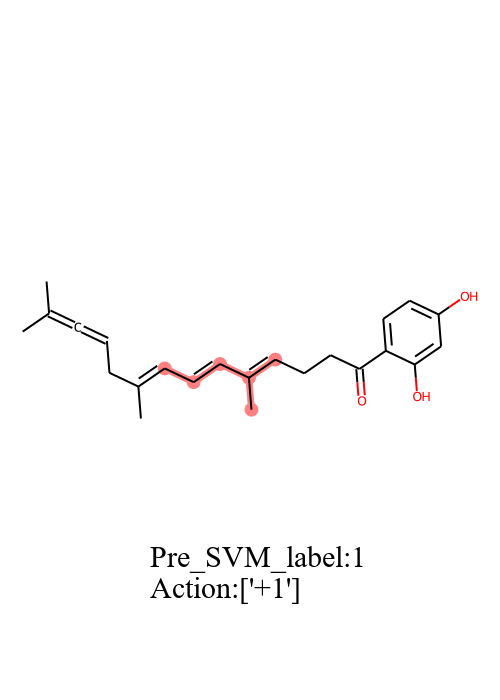 OH
C
OH
O
Pre_SVM_label:1
Action:['+1']